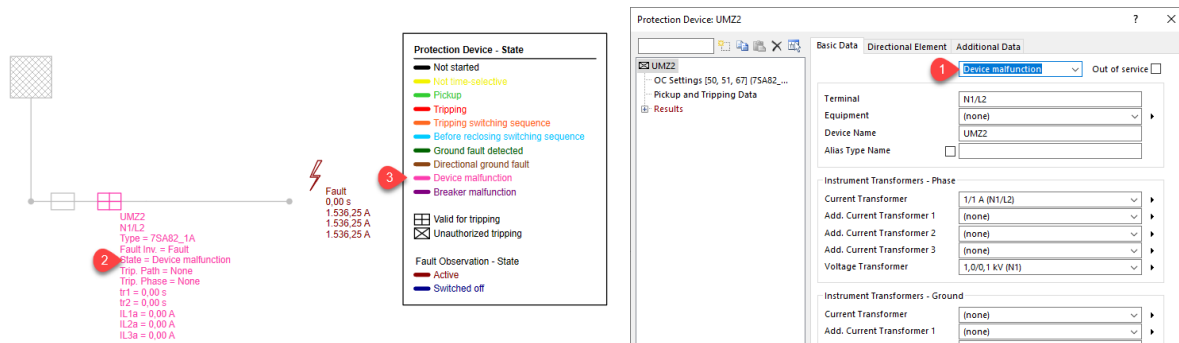 UMZ2
N1/L2
Type = 7SA82_1A
Fault Inv. = Fault
2
State = Device malfunction
Trip. Path = None
Trip. Phase = None
tr1 = 0,00 s
tr2 = 0,00 s
IL1a = 0,00 A
IL2a = 0,00 A
IL3a = 0,00 A
Fault
0,00 s
1.536,25 A
1.536,25 A
1.536,25 A
Protection Device - State
Not started
Not time-selective
Pickup
Tripping
Tripping switching sequence
Before reclosing switching sequence
Ground fault detected
Directional ground fault
3
Device malfunction
Breaker malfunction
Valid for tripping
Unauthorized tripping
Fault Observation - State
Active
Switched off
Protection Device: UMZ2 ?
UMZ2
OC Settings [50, 51, 67] (7SA82_...
Pickup and Tripping Data
Results
Basic Data Directional Element Additional Data
1 Device malfunction Out of service
Terminal N1/L2
Equipment (none)
Device Name UMZ2
Alias Type Name
Instrument Transformers - Phase
Current Transformer 1/1 A (N1/L2)
Add. Current Transformer 1 (none)
Add. Current Transformer 2 (none)
Add. Current Transformer 3 (none)
Voltage Transformer 1,0/0,1 kV (N1)
Instrument Transformers - Ground
Current Transformer (none)
Add. Current Transformer 1 (none)